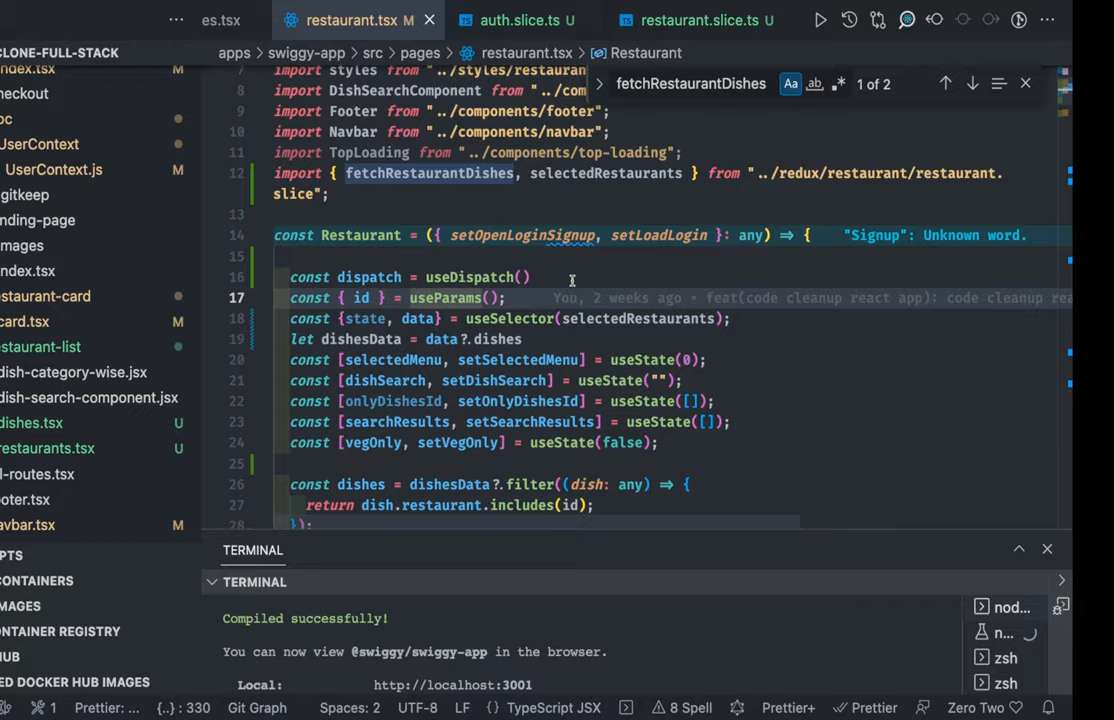 es.tsx
restaurant.tsx M
auth.slice.ts U
restaurant.slice.ts U
CLONE-FULL-STACK
apps > swiggy-app > src > pages > restaurant.tsx > Restaurant
fetchRestaurantDishes Aa ab .* 1 of 2
index.tsx M
heckout
UserContext
UserContext.js
gitkeep
anding-page
mages
ndex.tsx
estaurant-card
card.tsx M
estaurant-list
dish-category-wise.tsx
dish-search-component.tsx
dishes.tsx U
restaurants.tsx U
l-routes.tsx
oter.tsx
avbar.tsx M
PTS
CONTAINERS
MAGES
ONTAINER REGISTRY
HUB
ED DOCKER HUB IMAGES
7 import styles from "../styles/restaur
8 import DishSearchComponent from "../com
9 import Footer from "../components/footer";
10 import Navbar from "../components/navbar";
11 import TopLoading from "../components/top-loading";
12 import { fetchRestaurantDishes, selectedRestaurants } from "../redux/restaurant/restaurant.
slice";
13
14 const Restaurant = ({ setOpenLoginSignup, setLoadLogin }: any) => { "Signup": Unknown word.
15
16 const dispatch = useDispatch()
17 const { id } = useParams(); You, 2 weeks ago • feat(code cleanup react app): code cleanup rea
18 const {state, data} = useSelector(selectedRestaurants);
19 let dishesData = data?.dishes
20 const [selectedMenu, setSelectedMenu] = useState(0);
21 const [dishSearch, setDishSearch] = useState("");
22 const [onlyDishesId, setOnlyDishesId] = useState([]);
23 const [searchResults, setSearchResults] = useState([]);
24 const [vegOnly, setVegOnly] = useState(false);
25
26 const dishes = dishesData?.filter((dish: any) => {
27 return dish.restaurant.includes(id);
28 });
TERMINAL
TERMINAL
Compiled successfully!
You can now view @swiggy/swiggy-app in the browser.
Local: http://localhost:3001
nod...
n...
zsh
zsh
1 Prettier: ... {..} : 330 Git Graph Spaces: 2 UTF-8 LF {} TypeScript JSX 8 Spell Prettier+ Prettier Zero Two